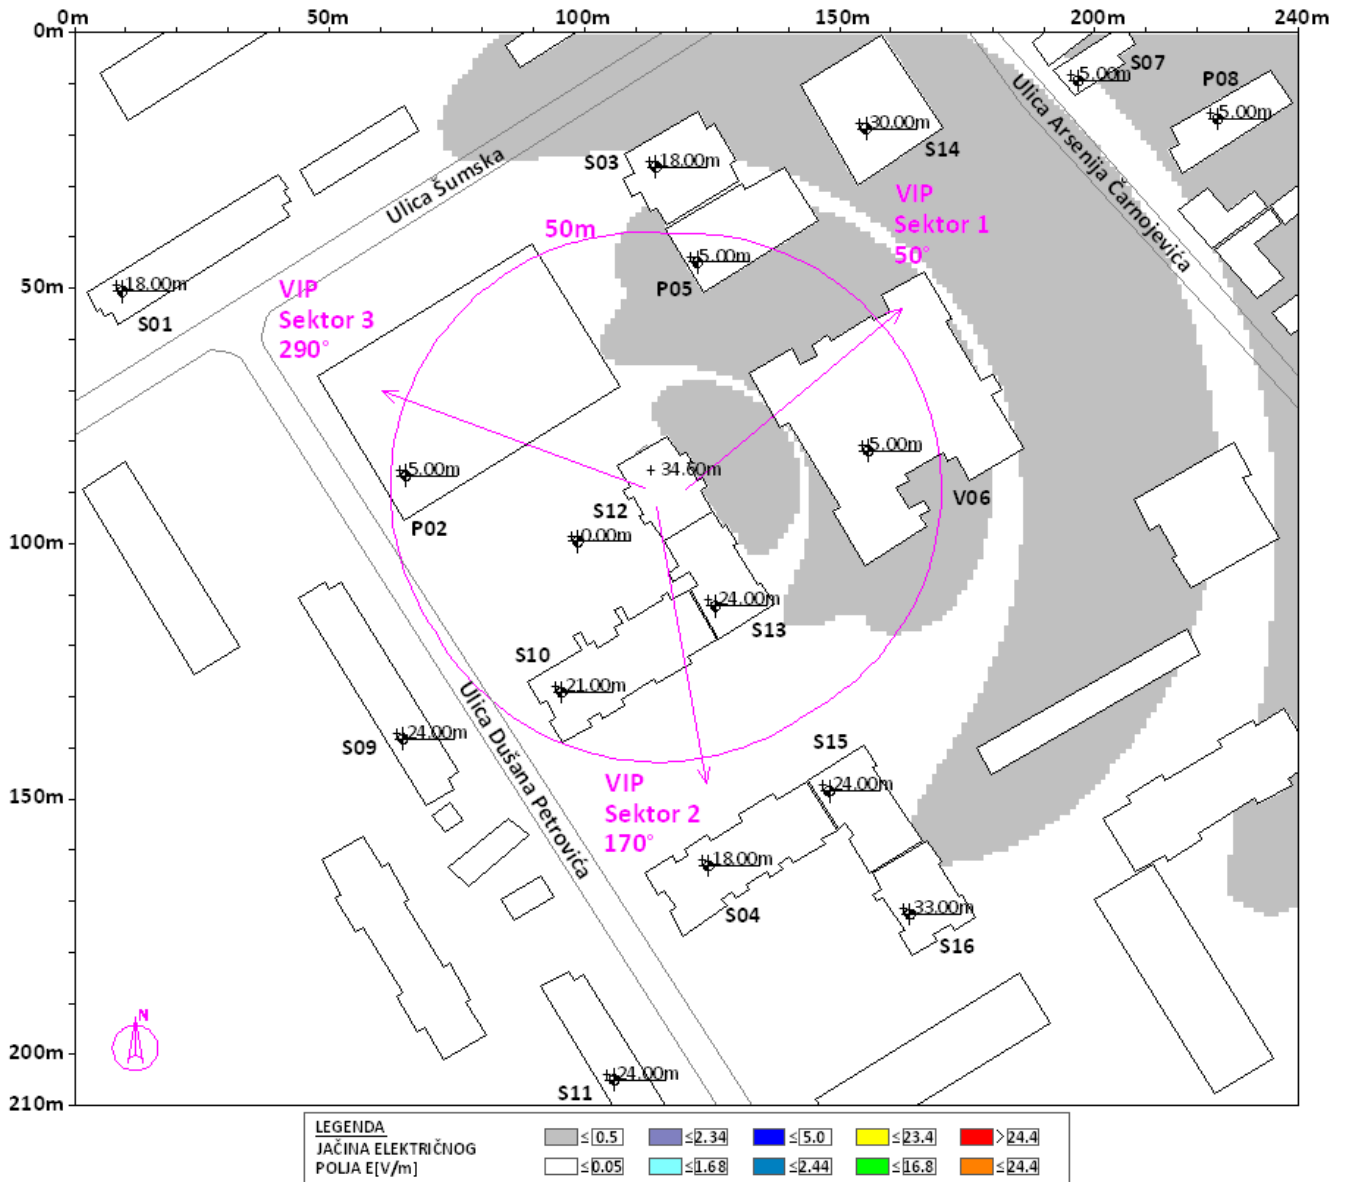 0m 50m 100m 150m 200m 240m
0m
S07
5.00m
P08
5.00m
Ulica Arsenija Čarnojevića
30.00m
S14
S03
18.00m
Ulica Šumska
VIP
Sektor 1
50°
50m
5.00m
P05
50m
18.00m
S01
VIP
Sektor 3
290°
5.00m
P02
34.60m
S12
0.00m
5.00m
V06
100m
24.00m
S13
S10
21.00m
Ulica Dušana Petrovića
24.00m
S09
S15
24.00m
VIP
Sektor 2
170°
150m
18.00m
S04
33.00m
S16
N
200m
24.00m
S11
210m
LEGENDA
JAČINA ELEKTRIČNOG
POLJA E[V/m]
≤0.5 ≤2.34 ≤5.0 ≤23.4 >24.4
≤0.05 ≤1.68 ≤2.44 ≤16.8 ≤24.4